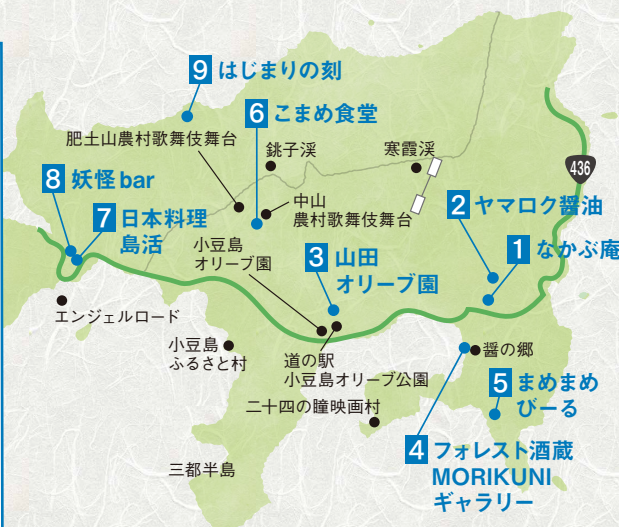 9 はじまりの刻
6 こまめ食堂
肥土山農村歌舞伎舞台
銚子渓
寒霞渓
436
8 妖怪bar
7 日本料理
島活
中山
農村歌舞伎舞台
2 ヤマロク醤油
1 なかぶ庵
小豆島
オリーブ園
3 山田
オリーブ園
エンジェルロード
小豆島
ふるさと村
道の駅
小豆島オリーブ公園
醤の郷
二十四の瞳映画村
5 まめまめ
びーる
4 フォレスト酒蔵
MORIKUNI
ギャラリー
三都半島